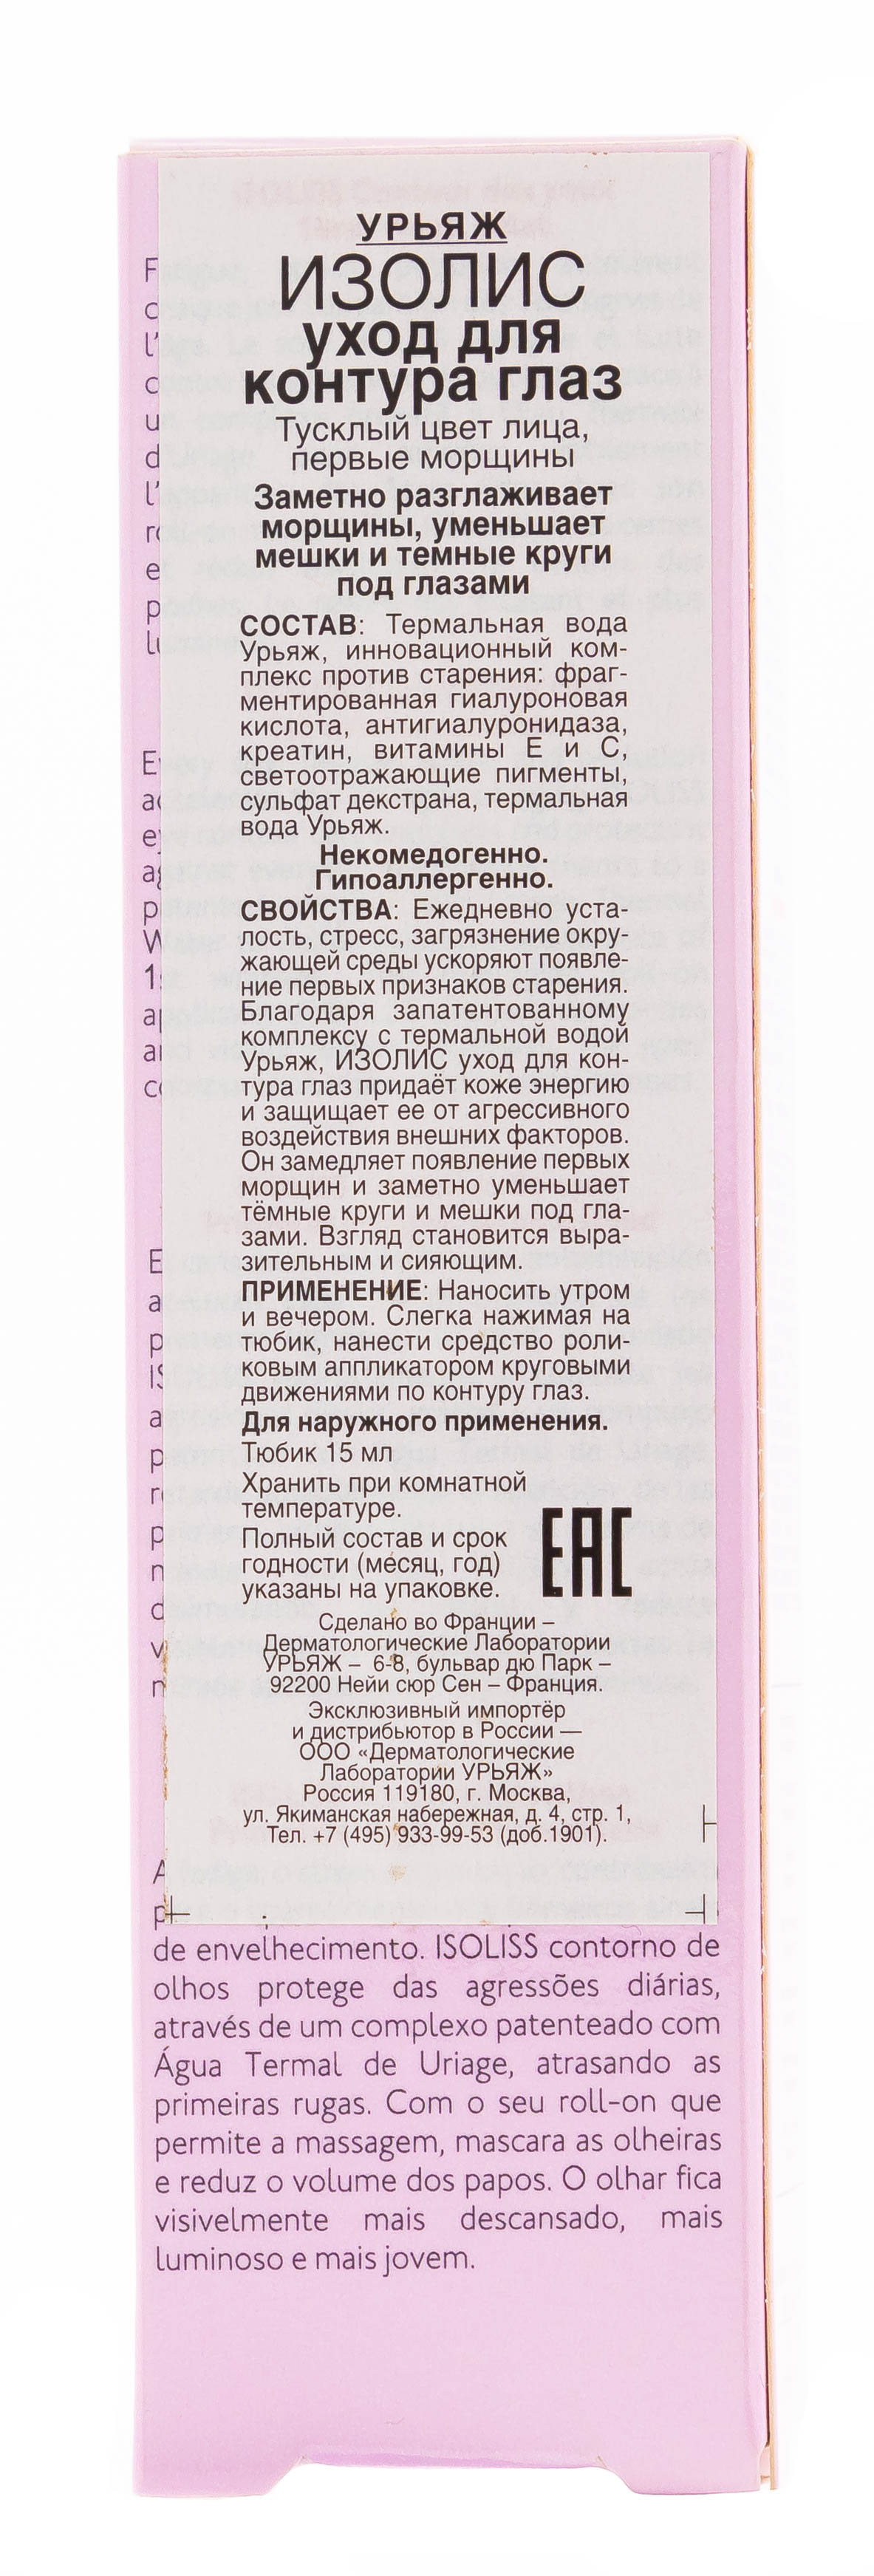 УРЬЯЖ
ИЗОЛИС
уход для
контура глаз
Тусклый цвет лица,
первые морщины
Заметно разглаживает
морщины, уменьшает
мешки и темные круги
под глазами
СОСТАВ: Термальная вода
Урьяж, инновационный ком-
плекс против старения: фраг-
ментированная гиалуроновая
кислота, антигиалуронидаза,
креатин, витамины Е и С,
светоотражающие пигменты,
сульфат декстрана, термальная
вода Урьяж.
Некомедогенно.
Гипоаллергенно.
СВОЙСТВА: Ежедневно уста-
лость, стресс, загрязнение окру-
жающей среды ускоряют появле-
ние первых признаков старения.
Благодаря запатентованному
комплексу с термальной водой
Урьяж, ИЗОЛИС уход для кон-
тура глаз придаёт коже энергию
и защищает ее от агрессивного
воздействия внешних факторов.
Он замедляет появление первых
морщин и заметно уменьшает
тёмные круги и мешки под гла-
зами. Взгляд становится выра-
зительным и сияющим.
ПРИМЕНЕНИЕ: Наносить утром
и вечером. Слегка нажимая на
тюбик, нанести средство роли-
ковым аппликатором круговыми
движениями по контуру глаз.
Для наружного применения.
Тюбик 15 мл
Хранить при комнатной
температуре.
Полный состав и срок
годности (месяц, год)
указаны на упаковке.
EAC
Сделано во Франции –
Дерматологические Лаборатории
УРЬЯЖ – 6-8, бульвар дю Парк –
92200 Нейи сюр Сен – Франция.
Эксклюзивный импортёр
и дистрибьютор в России —
ООО «Дерматологические
Лаборатории УРЬЯЖ»
Россия 119180, г. Москва,
ул. Якиманская набережная, д. 4, стр. 1,
Тел. +7 (495) 933-99-53 (доб.1901).
de envelhecimento. ISOLISS contorno de
olhos protege das agressões diárias,
através de um complexo patenteado com
Água Termal de Uriage, atrasando as
primeiras rugas. Com o seu roll-on que
permite a massagem, mascara as olheiras
e reduz o volume dos papos. O olhar fica
visivelmente mais descansado, mais
luminoso e mais jovem.